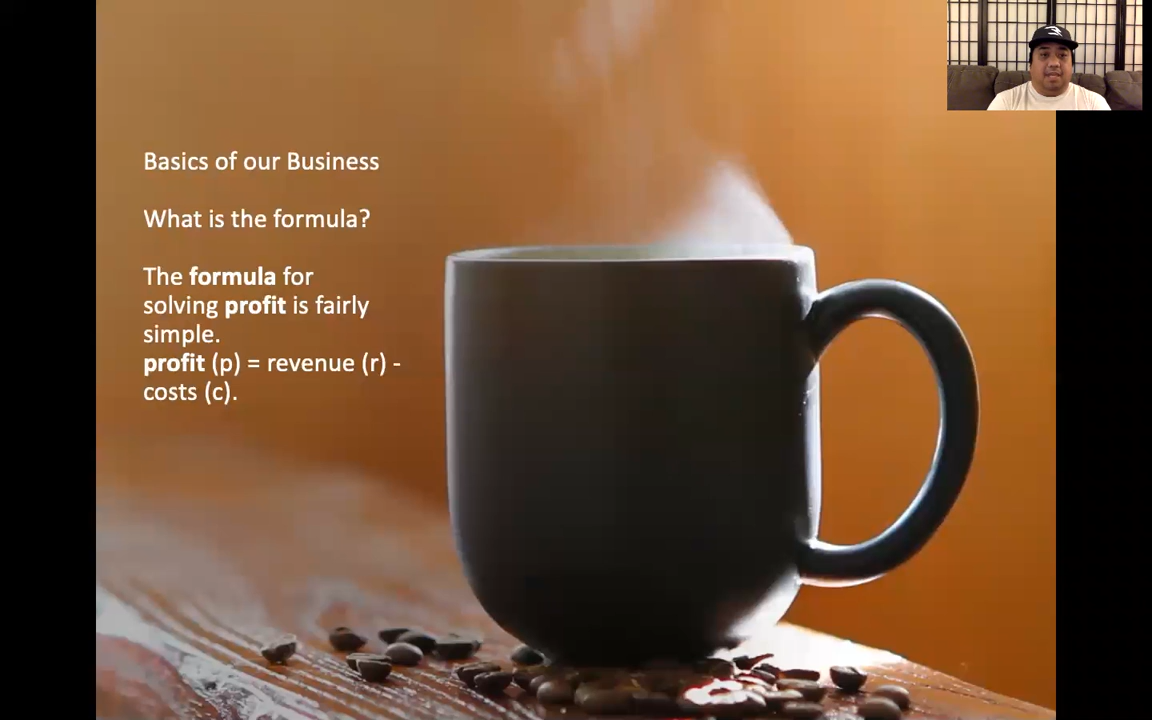 Basics of our Business
What is the formula?
The formula for
solving profit is fairly
simple.
profit (p) = revenue (r) -
costs (c).